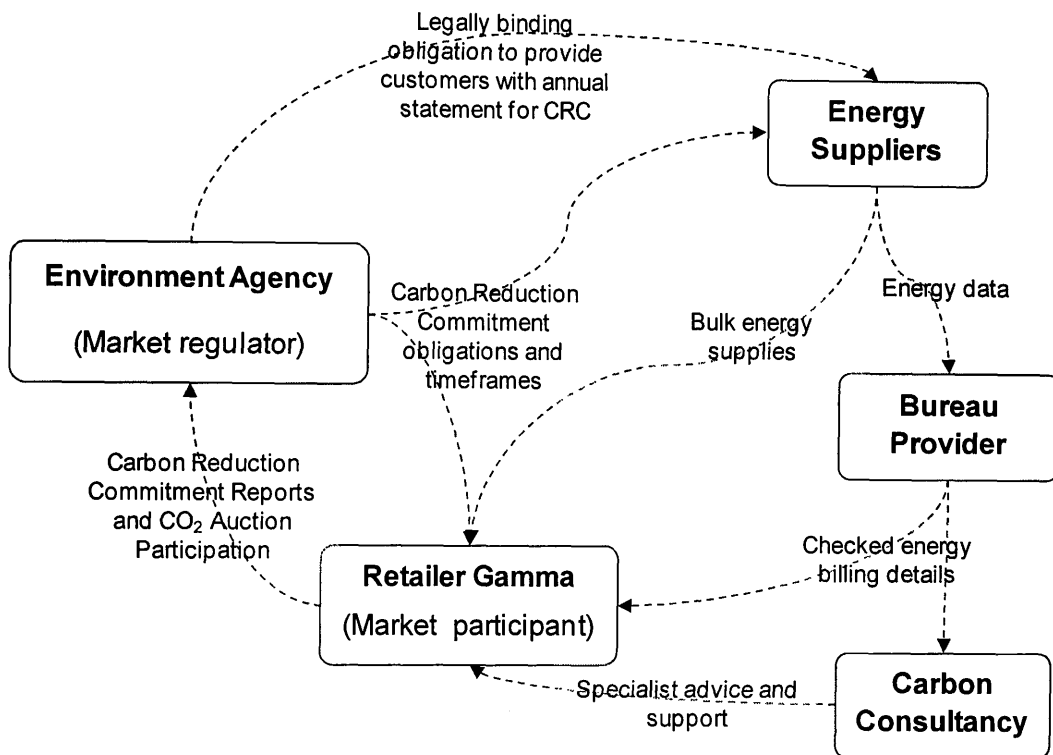 Legally binding
obligation to provide
customers with annual
statement for CRC
Energy
Suppliers
Environment Agency
(Market regulator)
Carbon Reduction
Commitment
obligations and
timeframes
Bulk energy
supplies
Energy data
Bureau
Provider
Carbon Reduction
Commitment Reports
and CO₂ Auction
Participation
Retailer Gamma
(Market participant)
Checked energy
billing details
Specialist advice and
support
Carbon
Consultancy